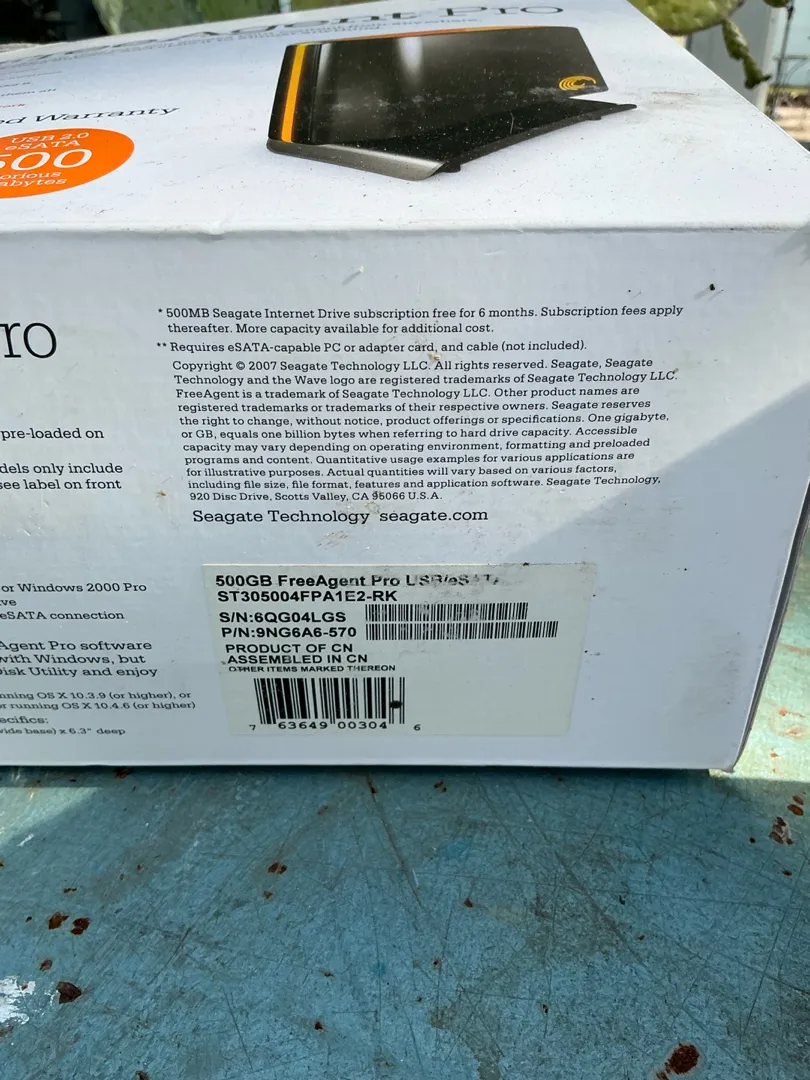 Agent Pro
ed Warranty
USB 2.0
eSATA
500
orious
abytes
ro
pre-loaded on
dels only include
see label on front
or Windows 2000 Pro
ve
eSATA connection
Agent Pro software
with Windows, but
Disk Utility and enjoy
nning OS X 10.3.9 (or higher), or
r running OS X 10.4.6 (or higher)
ecifics:
wide base) x 6.3" deep
* 500MB Seagate Internet Drive subscription free for 6 months. Subscription fees apply
thereafter. More capacity available for additional cost.
** Requires eSATA-capable PC or adapter card, and cable (not included).
Copyright © 2007 Seagate Technology LLC. All rights reserved. Seagate, Seagate
Technology and the Wave logo are registered trademarks of Seagate Technology LLC.
FreeAgent is a trademark of Seagate Technology LLC. Other product names are
registered trademarks or trademarks of their respective owners. Seagate reserves
the right to change, without notice, product offerings or specifications. One gigabyte,
or GB, equals one billion bytes when referring to hard drive capacity. Accessible
capacity may vary depending on operating environment, formatting and preloaded
programs and content. Quantitative usage examples for various applications are
for illustrative purposes. Actual quantities will vary based on various factors,
including file size, file format, features and application software. Seagate Technology,
920 Disc Drive, Scotts Valley, CA 95066 U.S.A.
Seagate Technology seagate.com
500GB FreeAgent Pro USB/eSATA
ST305004FPA1E2-RK
S/N:6QG04LGS
P/N:9NG6A6-570
PRODUCT OF CN
ASSEMBLED IN CN
OTHER ITEMS MARKED THEREON
7 63649 00304 6